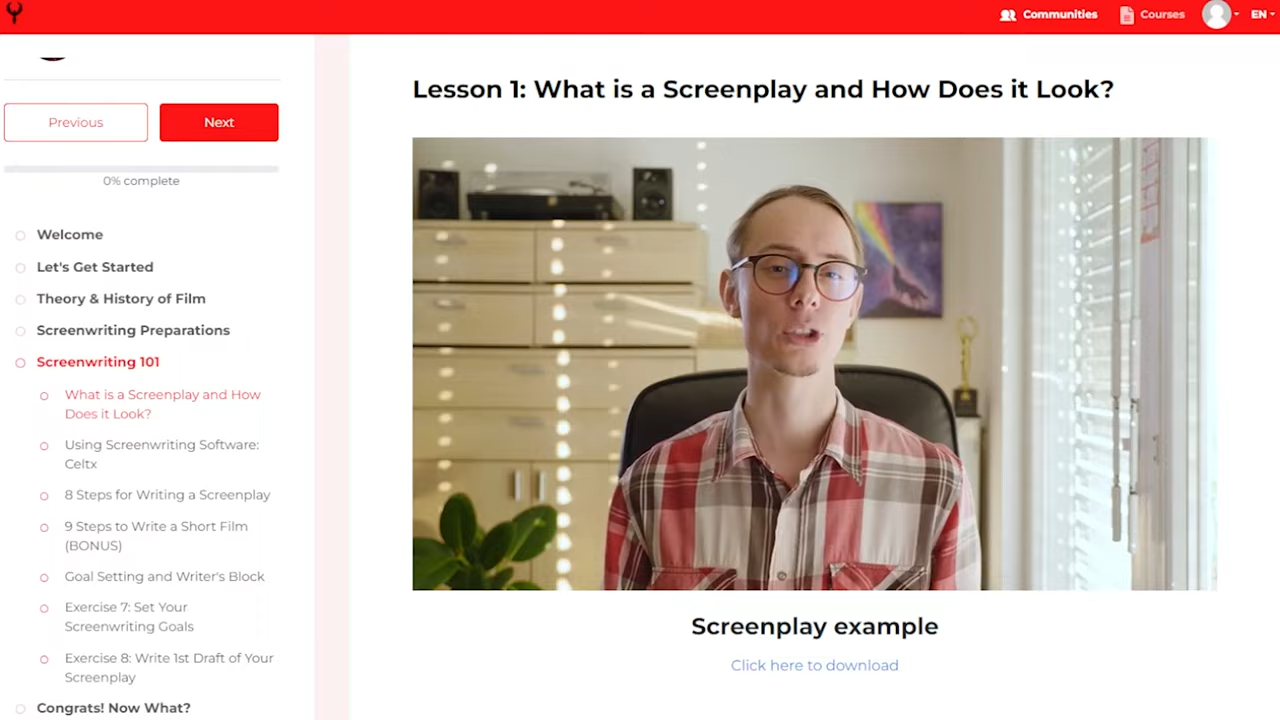 Communities
Courses
EN
Previous
Next
0% complete
Welcome
Let's Get Started
Theory & History of Film
Screenwriting Preparations
Screenwriting 101
What is a Screenplay and How
Does it Look?
Using Screenwriting Software:
Celtx
8 Steps for Writing a Screenplay
9 Steps to Write a Short Film
(BONUS)
Goal Setting and Writer's Block
Exercise 7: Set Your
Screenwriting Goals
Exercise 8: Write 1st Draft of Your
Screenplay
Congrats! Now What?
Lesson 1: What is a Screenplay and How Does it Look?
Screenplay example
Click here to download